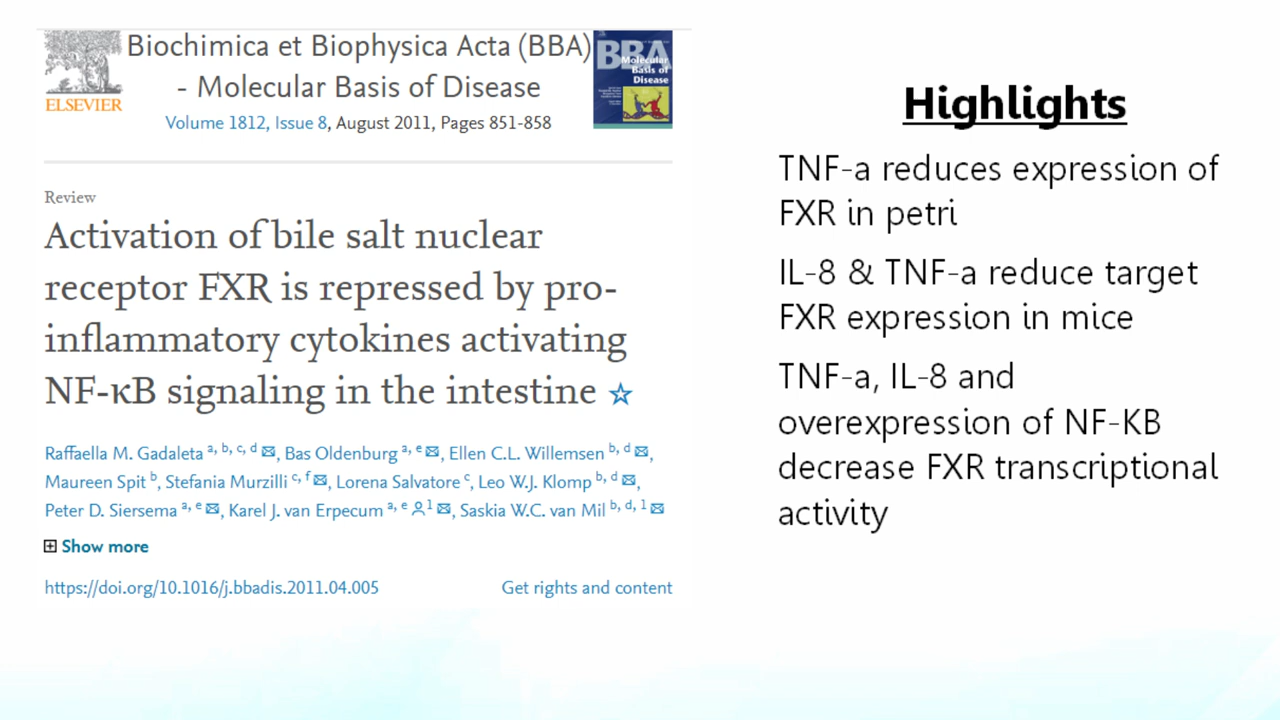 ELSEVIER
Biochimica et Biophysica Acta (BBA)
- Molecular Basis of Disease
Volume 1812, Issue 8, August 2011, Pages 851-858
BBA
Molecular
Basis of
Disease
Review
Activation of bile salt nuclear
receptor FXR is repressed by pro-
inflammatory cytokines activating
NF-κB signaling in the intestine ☆
Raffaella M. Gadaleta a, b, c, d, Bas Oldenburg a, e, Ellen C.L. Willemsen b, d,
Maureen Spit b, Stefania Murzilli c, f, Lorena Salvatore c, Leo W.J. Klomp b, d,
Peter D. Siersema a, e, Karel J. van Erpecum a, e 1, Saskia W.C. van Mil b, d, 1
Show more
https://doi.org/10.1016/j.bbadis.2011.04.005 Get rights and content
Highlights
TNF-a reduces expression of
FXR in petri
IL-8 & TNF-a reduce target
FXR expression in mice
TNF-a, IL-8 and
overexpression of NF-KB
decrease FXR transcriptional
activity